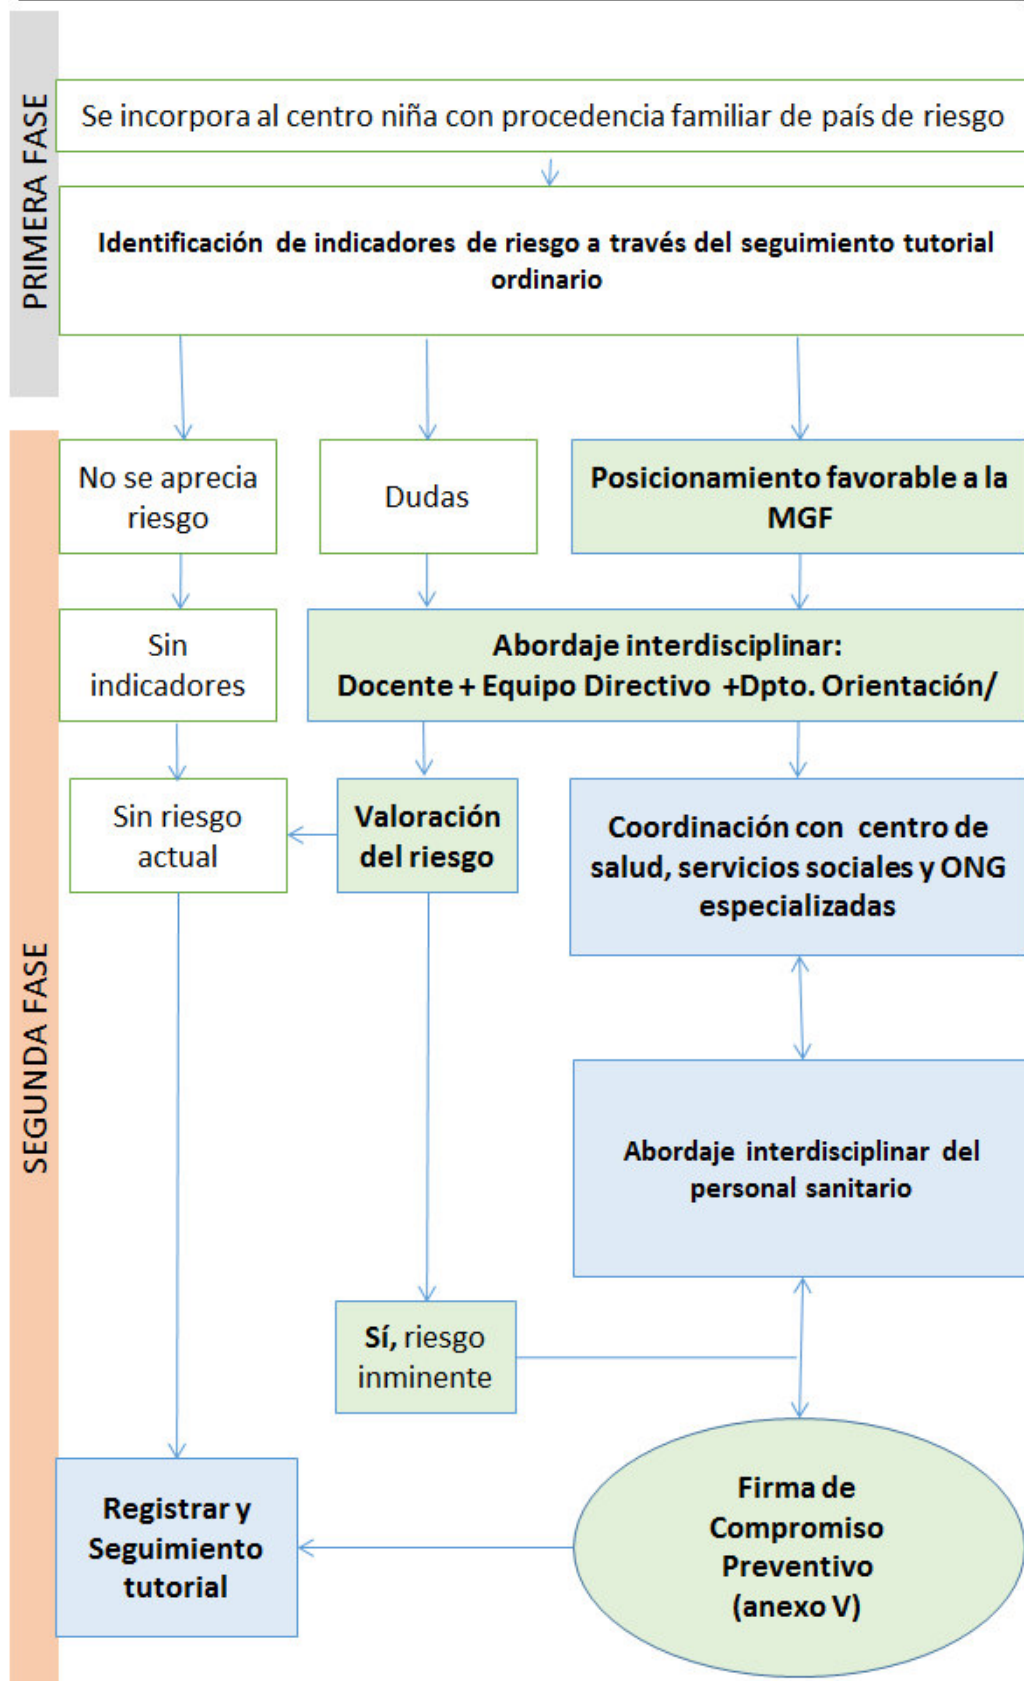 PRIMERA FASE
Se incorpora al centro niña con procedencia familiar de país de riesgo
Identificación de indicadores de riesgo a través del seguimiento tutorial
ordinario
SEGUNDA FASE
No se aprecia
riesgo
Dudas
Posicionamiento favorable a la
MGF
Sin
indicadores
Abordaje interdisciplinar:
Docente + Equipo Directivo +Dpto. Orientación/
Sin riesgo
actual
Valoración
del riesgo
Coordinación con centro de
salud, servicios sociales y ONG
especializadas
Abordaje interdisciplinar del
personal sanitario
Sí, riesgo
inminente
Registrar y
Seguimiento
tutorial
Firma de
Compromiso
Preventivo
(anexo V)